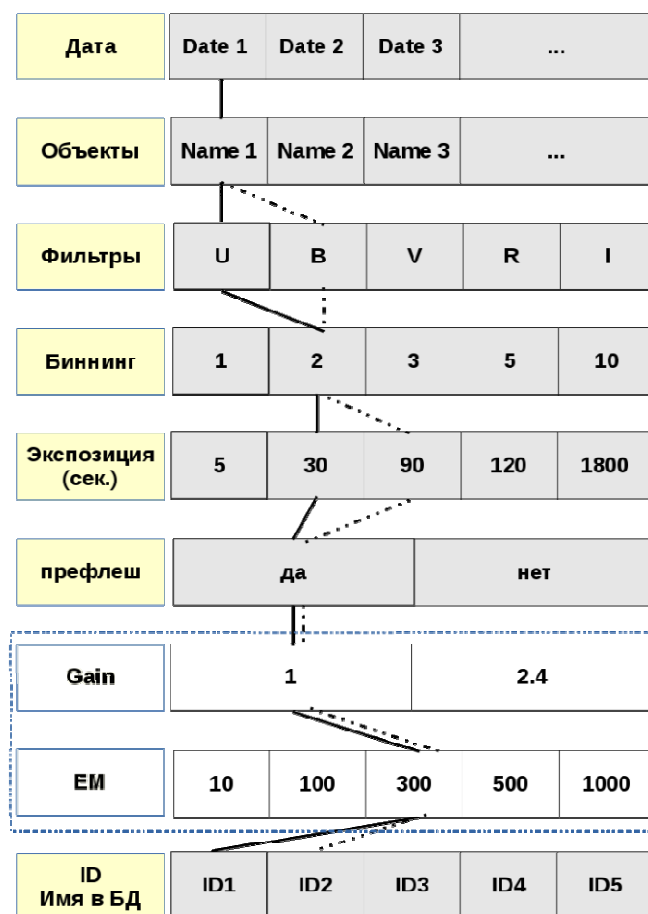 Дата Date 1 Date 2 Date 3 ...
Объекты Name 1 Name 2 Name 3 ...
Фильтры U B V R I
Биннинг 1 2 3 5 10
Экспозиция
(сек.) 5 30 90 120 1800
префлеш да нет
Gain 1 2.4
EM 10 100 300 500 1000
ID
Имя в БД ID1 ID2 ID3 ID4 ID5